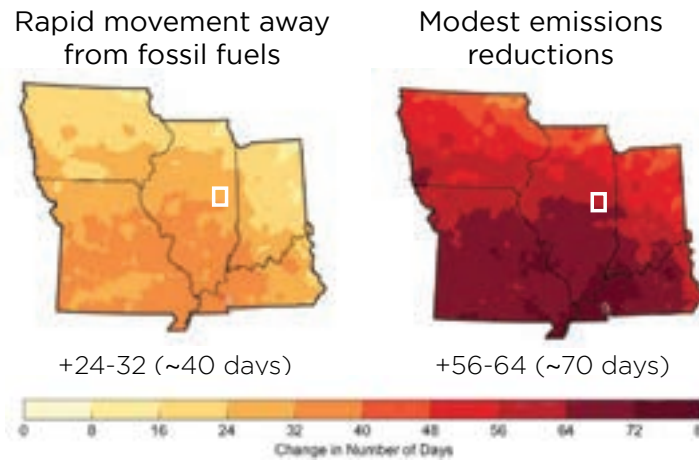 Rapid movement away
from fossil fuels
Modest emissions
reductions
+24-32 (~40 days)
+56-64 (~70 days)
0 8 16 24 32 40 48 56 64 72 8
Change in Number of Days